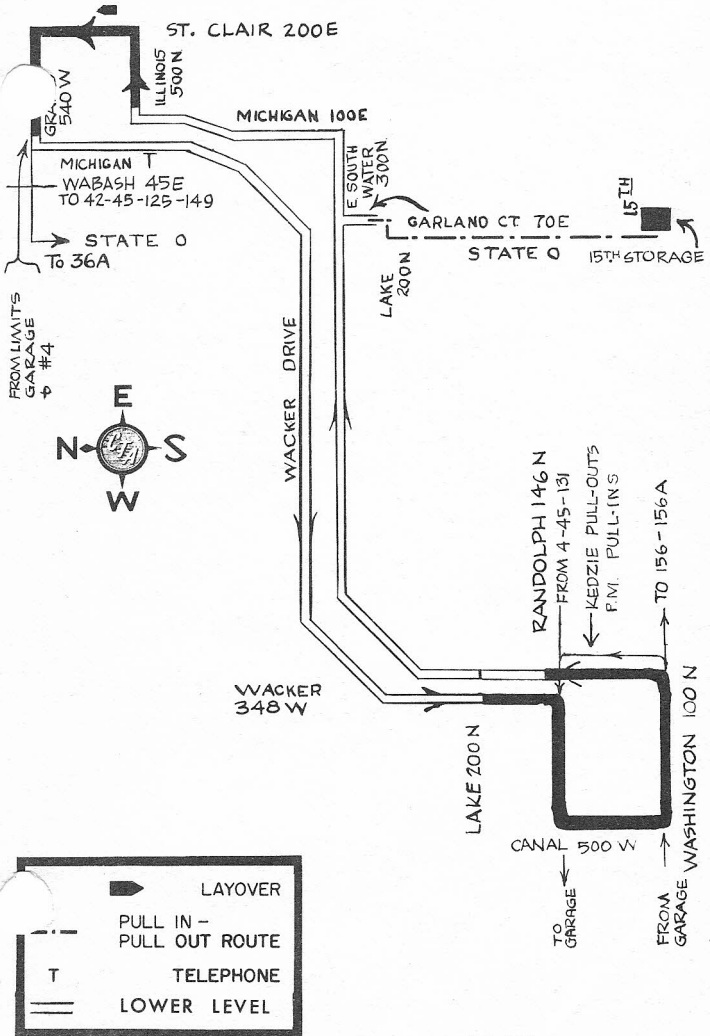 ST. CLAIR 200E
ILLINOIS
500 N
540 W
MICHIGAN 100E
MICHIGAN T
WABASH 45E
TO 42-45-125-149
E SOUTH
WATER
300N
GARLAND CT. 70E
15TH
STATE 0
15TH STORAGE
LAKE
200N
STATE 0
TO 36A
FROM LIMITS
GARAGE
#4
WACKER DRIVE
E
N
S
W
RANDOLPH 146 N
FROM 4-45-131
KEDZIE PULL-OUTS
P.M. PULL-INS
TO 156-156A
WACKER
348 W
LAKE 200 N
WASHINGTON 100 N
CANAL 500 W
TO
GARAGE
FROM
GARAGE
LAYOVER
PULL IN -
PULL OUT ROUTE
T TELEPHONE
LOWER LEVEL